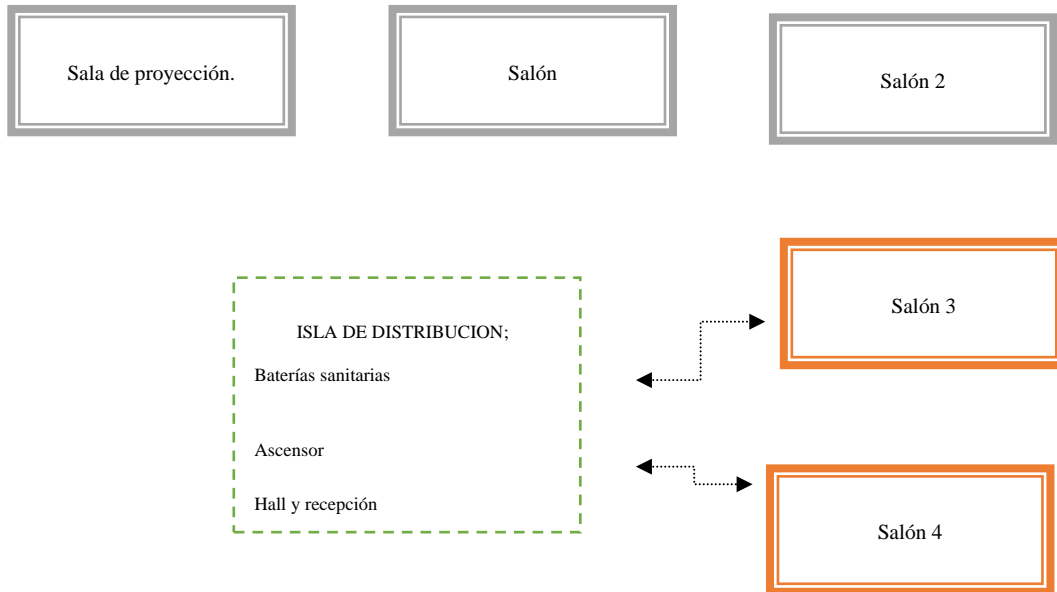 Sala de proyección.
Salón
Salón 2
Salón 3
ISLA DE DISTRIBUCION;
Baterías sanitarias
Ascensor
Hall y recepción
Salón 4